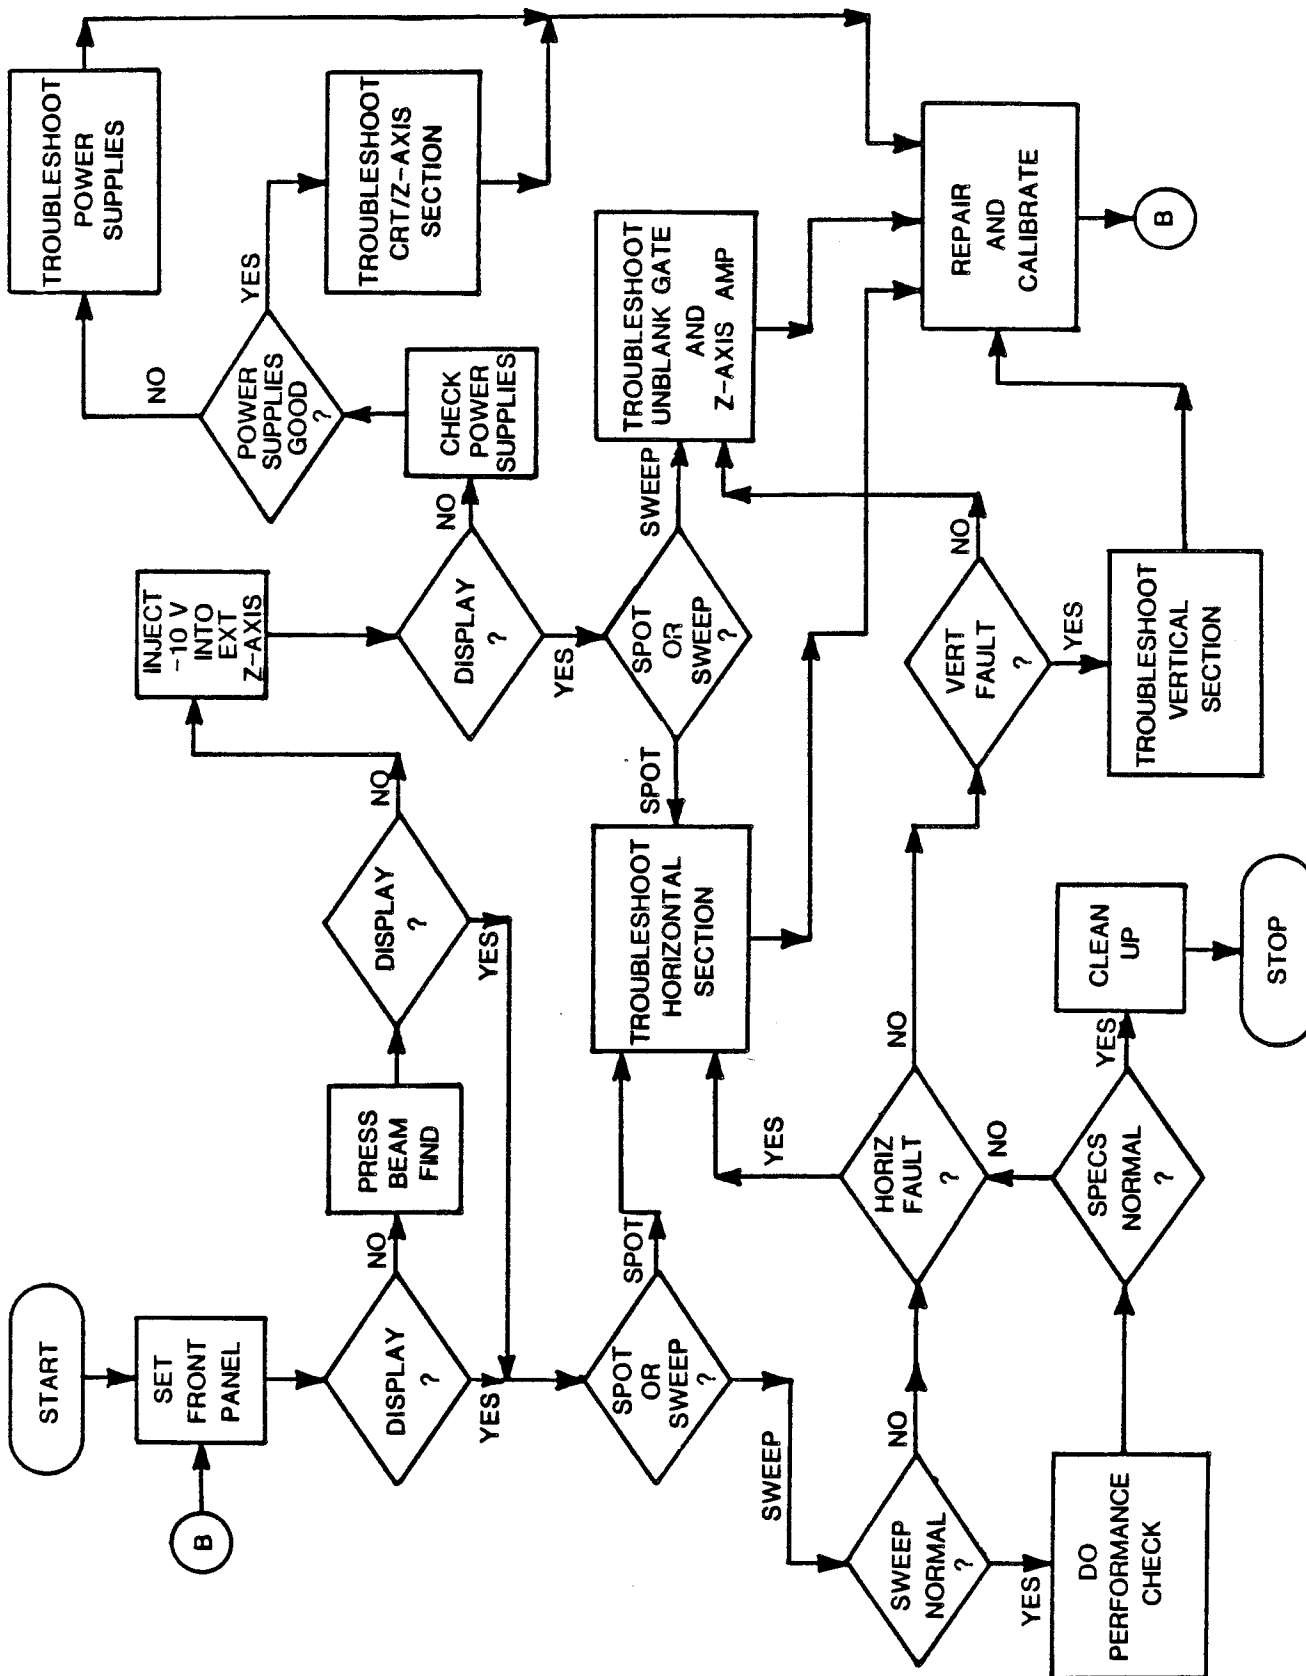 START
B
SET
FRONT
PANEL
DISPLAY
?
NO
YES
PRESS
BEAM
FIND
DISPLAY
?
NO
YES
INJECT
-10 V
INTO
EXT
Z-AXIS
DISPLAY
?
NO
YES
CHECK
POWER
SUPPLIES
POWER
SUPPLIES
GOOD
?
NO
YES
TROUBLESHOOT
POWER
SUPPLIES
TROUBLESHOOT
CRT/Z-AXIS
SECTION
SPOT
OR
SWEEP
?
SPOT
SWEEP
TROUBLESHOOT
HORIZONTAL
SECTION
SPOT
OR
SWEEP
?
SPOT
SWEEP
TROUBLESHOOT
UNBLANK GATE
AND
Z-AXIS AMP
SWEEP
NORMAL
?
NO
YES
HORIZ
FAULT
?
YES
NO
VERT
FAULT
?
NO
YES
REPAIR
AND
CALIBRATE
B
DO
PERFORMANCE
CHECK
SPECS
NORMAL
?
NO
YES
CLEAN
UP
STOP
TROUBLESHOOT
VERTICAL
SECTION